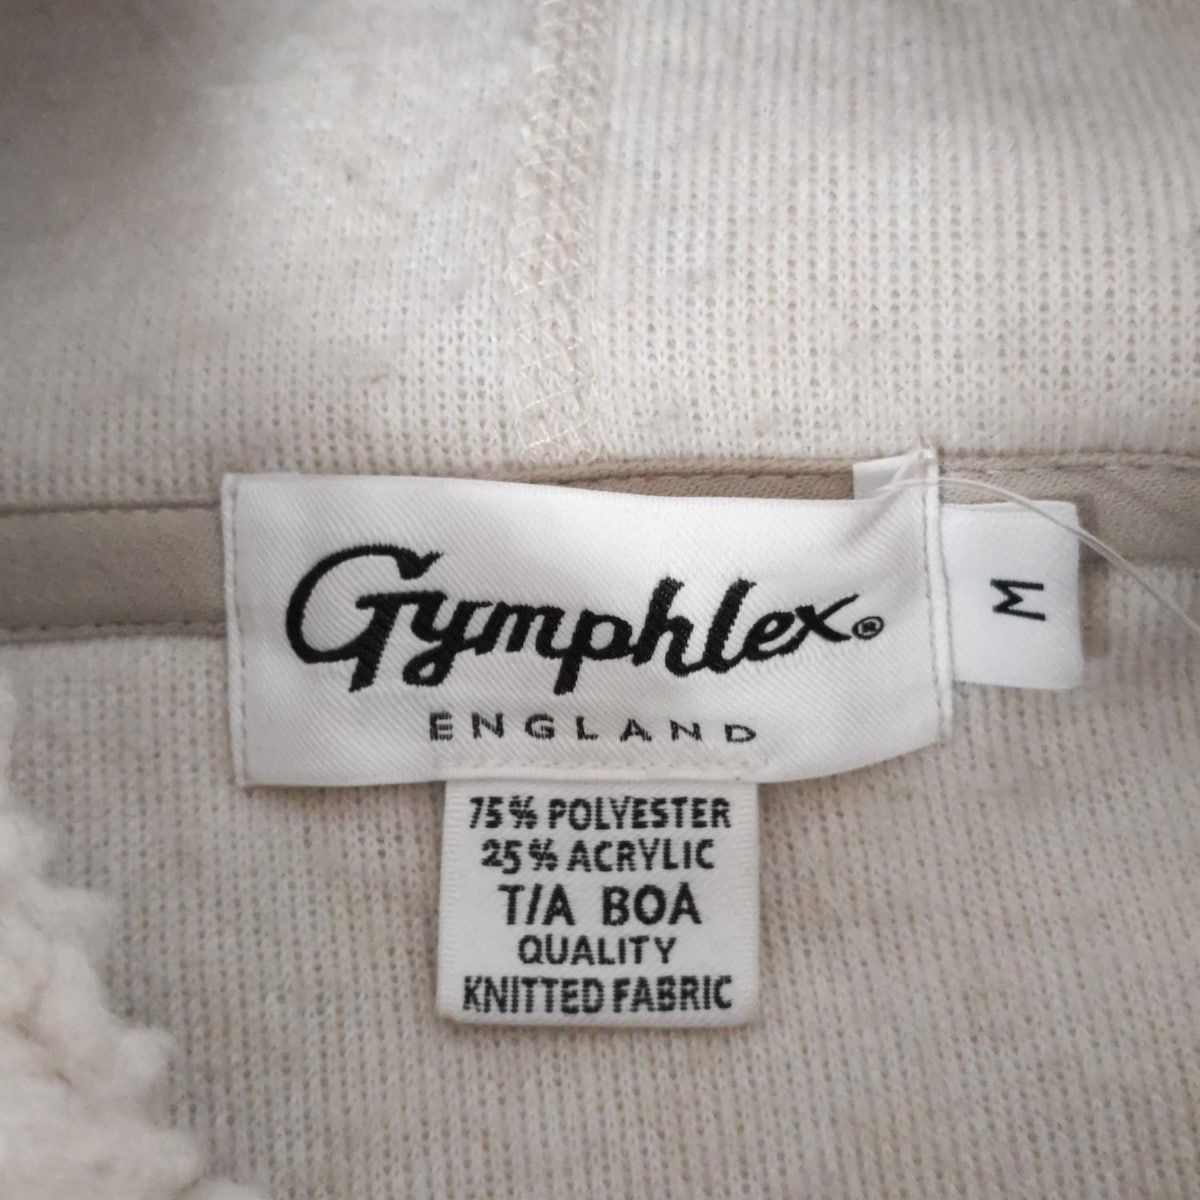 Gymphlex®
ENGLAND
M
75% POLYESTER
25% ACRYLIC
T/A BOA
QUALITY
KNITTED FABRIC